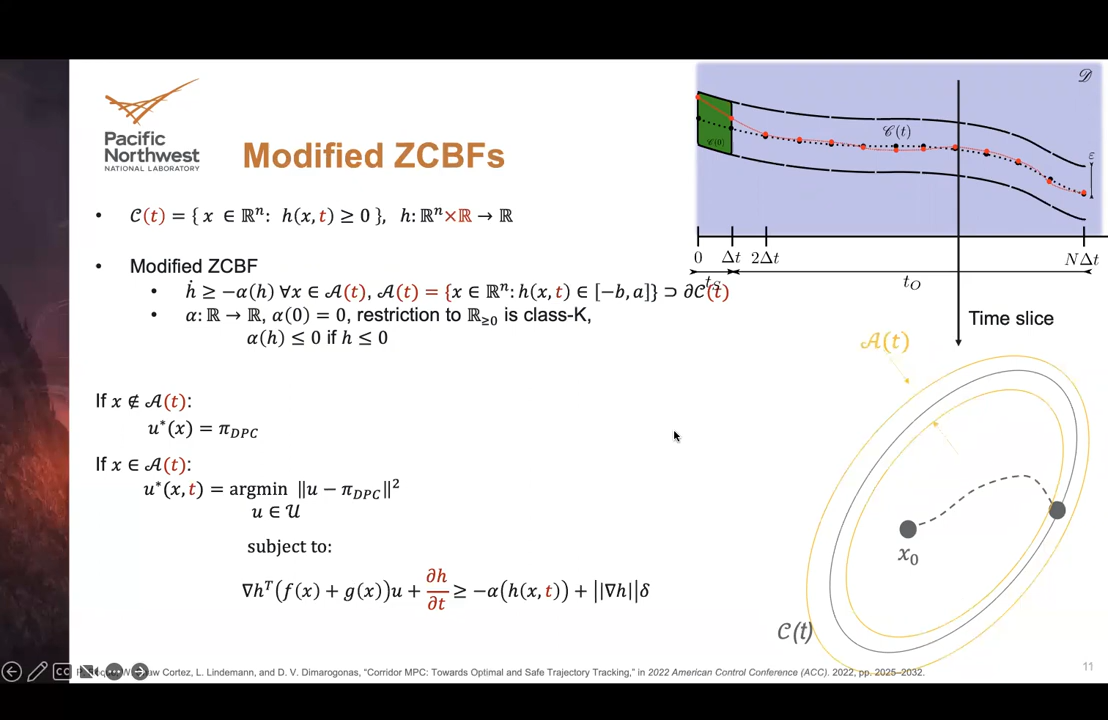 Pacific
Northwest
NATIONAL LABORATORY
Modified ZCBFs
• 𝒞(t) = { x ∈ ℝⁿ: h(x, t) ≥ 0 }, h: ℝⁿ×ℝ → ℝ
• Modified ZCBF
• ḣ ≥ −α(h) ∀x ∈ 𝒜(t), 𝒜(t) = {x ∈ ℝⁿ: h(x, t) ∈ [−b, a]} ⊃ ∂𝒞(t)
• α: ℝ → ℝ, α(0) = 0, restriction to ℝ≥0 is class-K,
α(h) ≤ 0 if h ≤ 0
If x ∉ 𝒜(t):
u*(x) = π_DPC
If x ∈ 𝒜(t):
u*(x, t) = argmin ‖u − π_DPC‖²
u ∈ 𝒰
subject to:
∇hᵀ(f(x) + g(x))u + ∂h/∂t ≥ −α(h(x, t)) + ||∇h||δ
𝒟
𝒞(t)
𝒞(0)
ε
0 Δt 2Δt NΔt
t_O
Time slice
𝒜(t)
x₀
𝒞(t)
Cortez, L. Lindemann, and D. V. Dimarogonas, “Corridor MPC: Towards Optimal and Safe Trajectory Tracking,” in 2022 American Control Conference (ACC). 2022, pp. 2025–2032.
11
CC